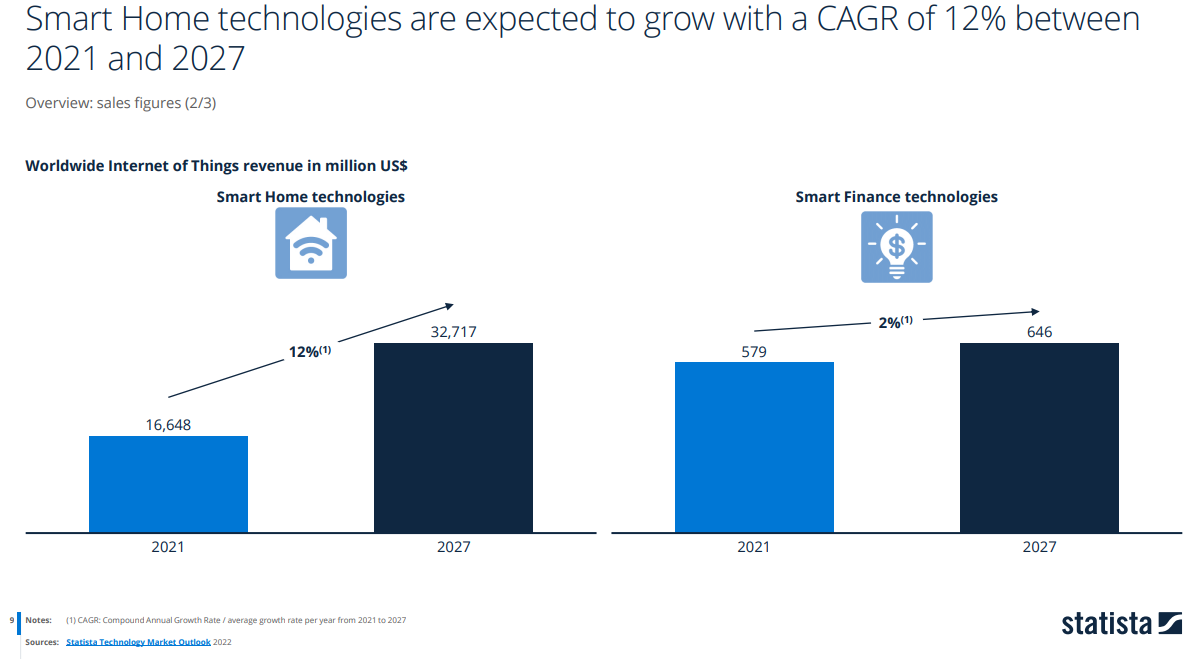 Smart Home technologies are expected to grow with a CAGR of 12% between
2021 and 2027
Overview: sales figures (2/3)
Worldwide Internet of Things revenue in million US$
Smart Home technologies
$
12%(1)
16,648
32,717
2021
2027
Smart Finance technologies
2%(1)
579
646
2021
2027
9
Notes: (1) CAGR: Compound Annual Growth Rate / average growth rate per year from 2021 to 2027
Sources: Statista Technology Market Outlook 2022
statista